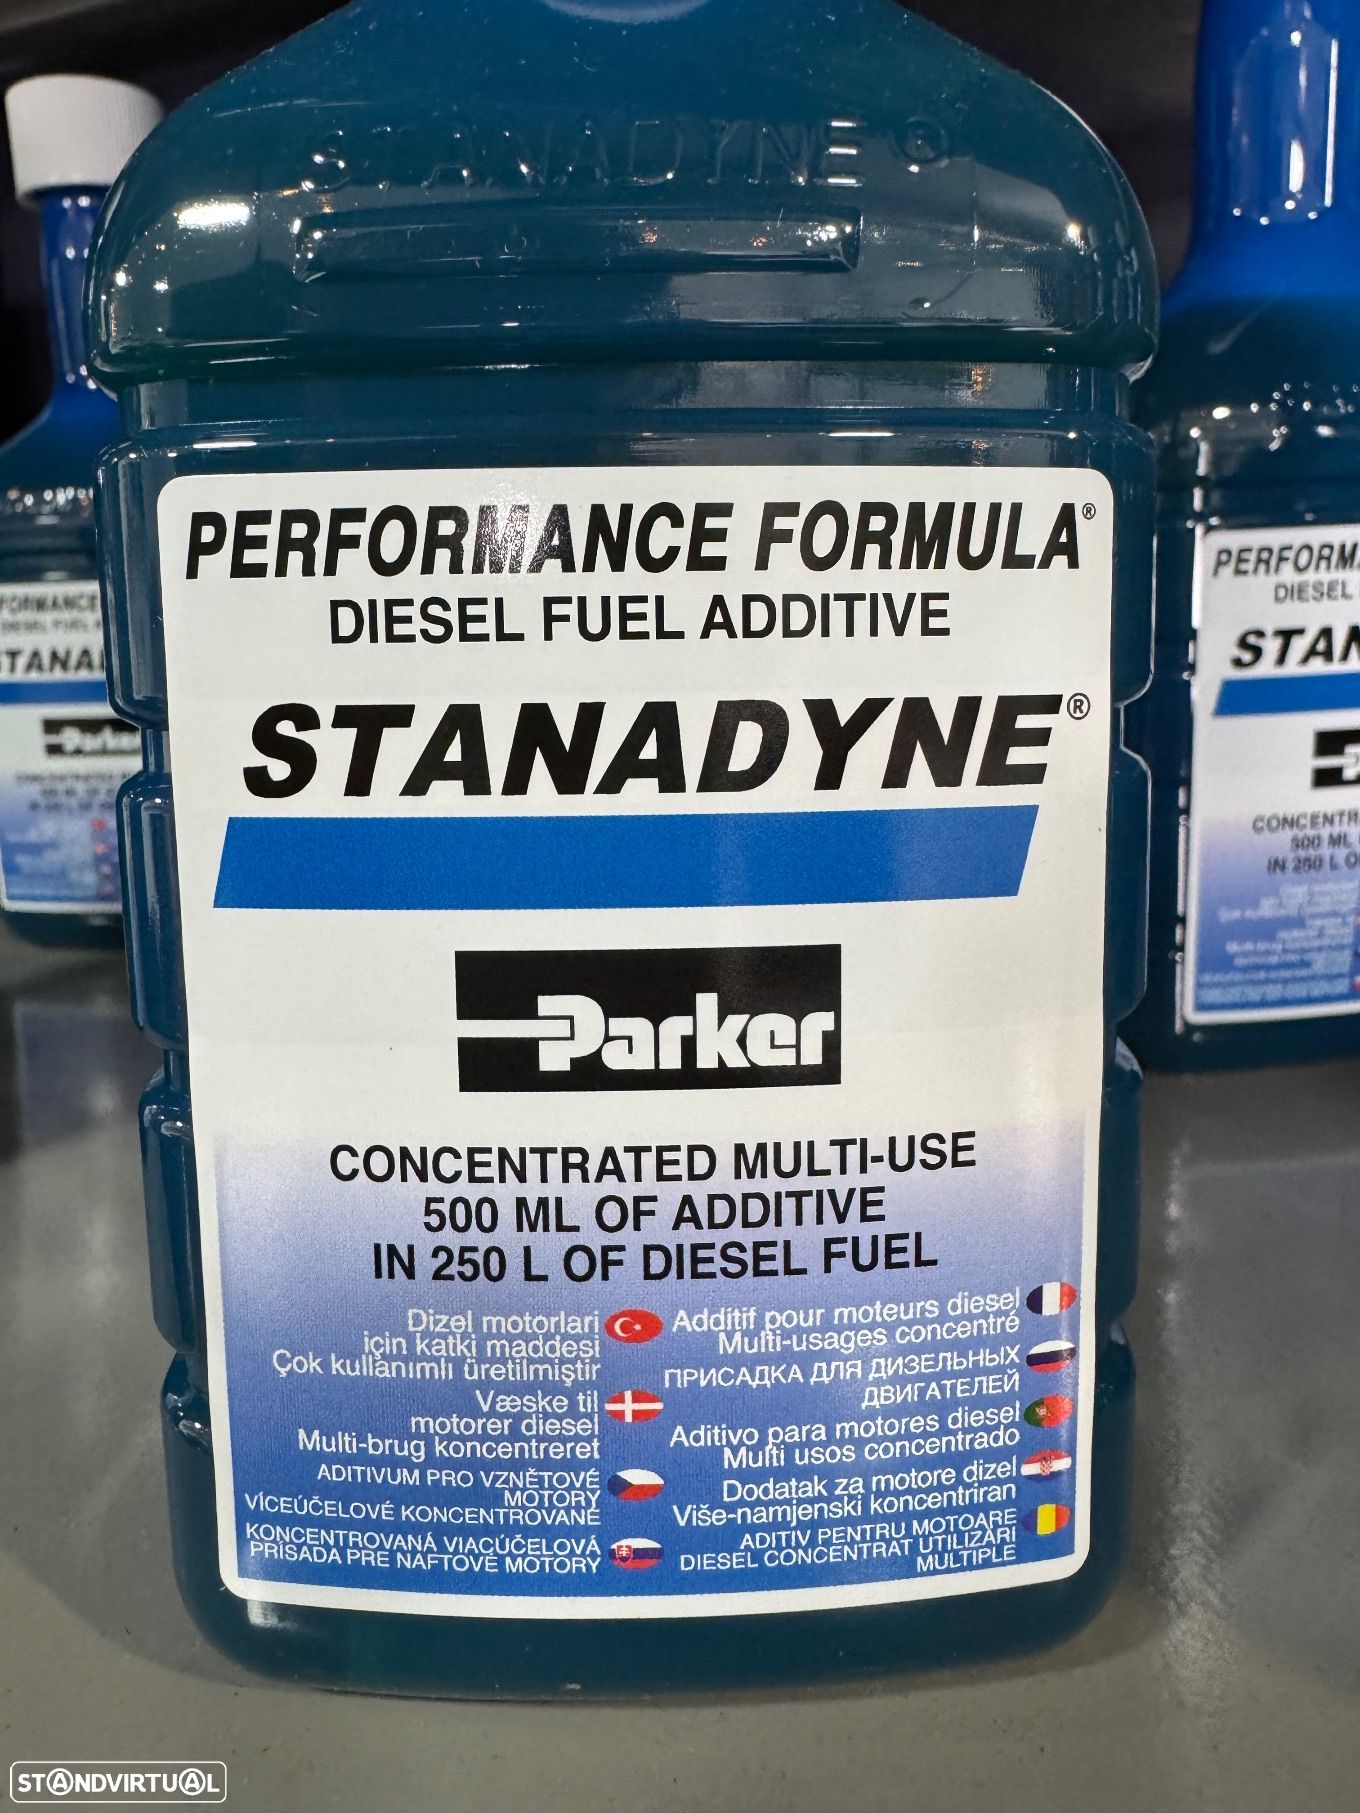 STANADYNE®
PERFORMANCE FORMULA®
DIESEL FUEL ADDITIVE
STANADYNE®
Parker
CONCENTRATED MULTI-USE
500 ML OF ADDITIVE
IN 250 L OF DIESEL FUEL
Dizel motorlari
için katki maddesi
Çok kullanımlı üretilmiştir
Væske til
motorer diesel
Multi-brug koncentreret
ADITIVUM PRO VZNĚTOVÉ
MOTORY
VÍCEÚČELOVÉ KONCENTROVANÉ
KONCENTROVANÁ VIACÚČELOVÁ
PRÍSADA PRE NAFTOVÉ MOTORY
Additif pour moteurs diesel
Multi-usages concentré
ПРИСАДКА ДЛЯ ДИЗЕЛЬНЫХ
ДВИГАТЕЛЕЙ
Aditivo para motores diesel
Multi usos concentrado
Dodatak za motore dizel
Više-namjenski koncentriran
ADITIV PENTRU MOTOARE
DIESEL CONCENTRAT UTILIZĂRI
MULTIPLE
FORMANCE
TANA
Parker
PERFORM
DIESEL
STAN
CONCENTR
500 ML
IN 250 L O
STANDVIRTUAL